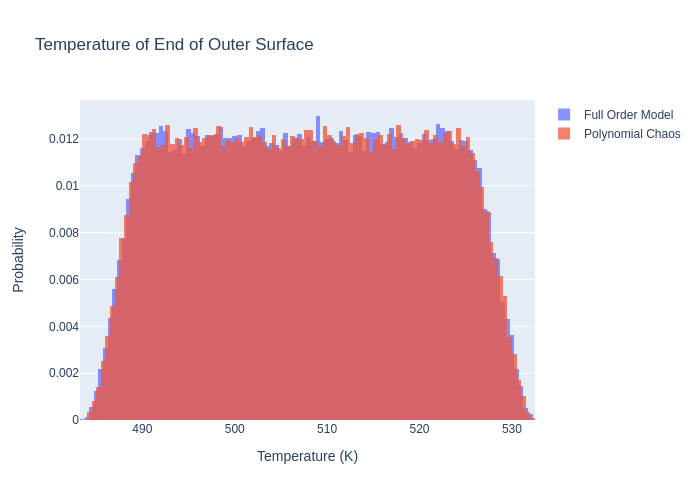 Temperature of End of Outer Surface
Full Order Model
Polynomial Chaos
Probability
0.012
0.01
0.008
0.006
0.004
0.002
0
490 500 510 520 530
Temperature (K)